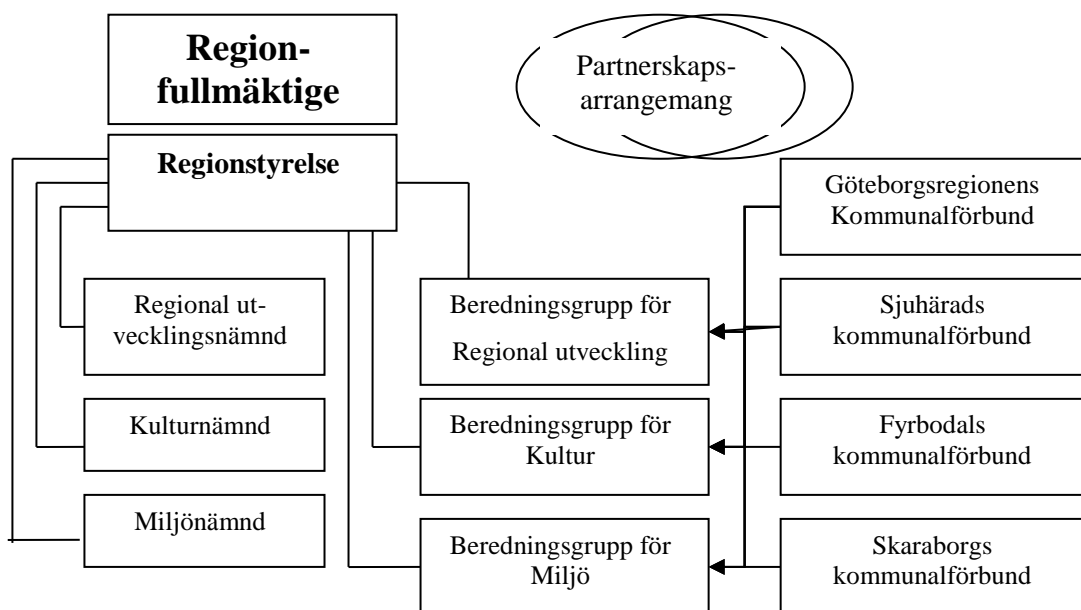 Region-
fullmäktige
Partnerskaps-
arrangemang
Regionstyrelse
Göteborgsregionens
Kommunalförbund
Regional ut-
vecklingsnämnd
Beredningsgrupp för
Regional utveckling
Sjuhärads
kommunalförbund
Kulturnämnd
Beredningsgrupp för
Kultur
Fyrbodals
kommunalförbund
Miljönämnd
Beredningsgrupp för
Miljö
Skaraborgs
kommunalförbund